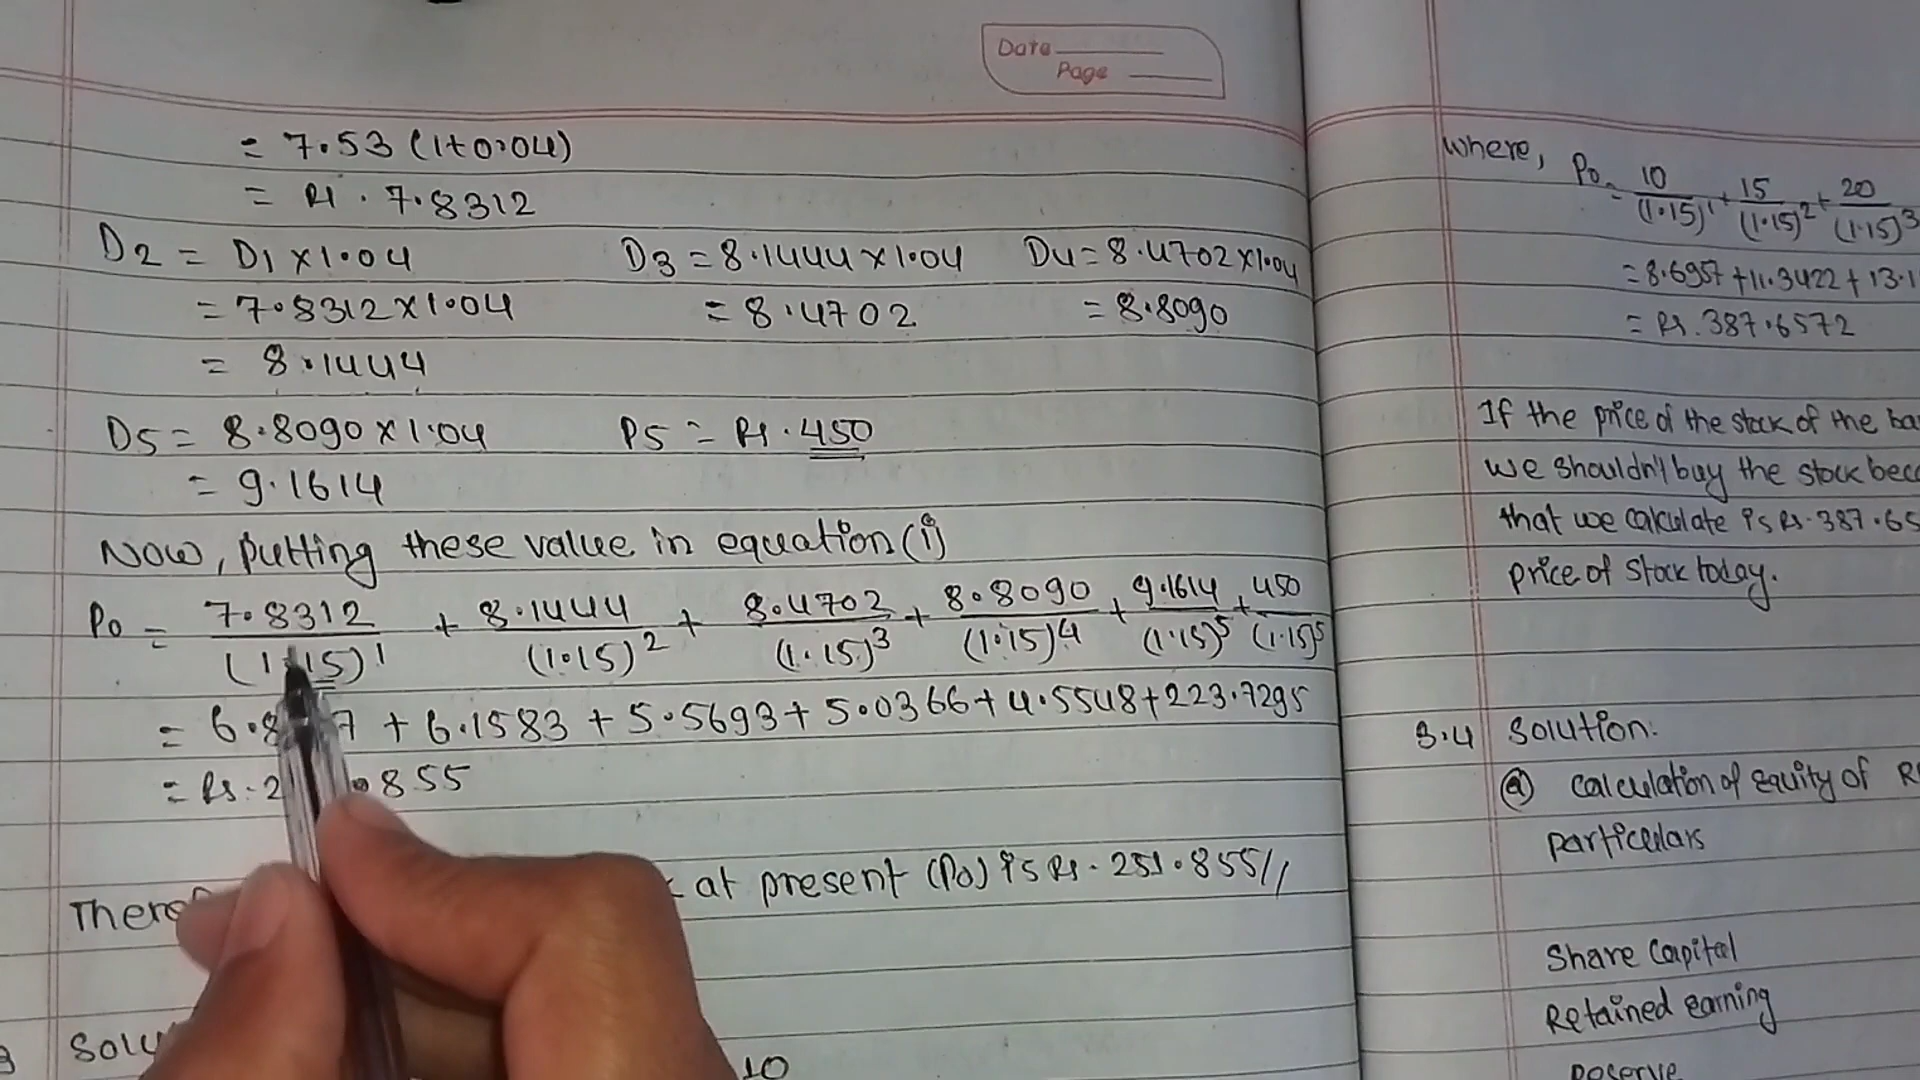 Date
Page
= 7.53 (1+0.04)
= Rs. 7.8312
D2 = D1 x 1.04 D3 = 8.1444 x 1.04 D4 = 8.4702 x 1.04
= 7.8312 x 1.04 = 8.4702 = 8.8090
= 8.1444
D5 = 8.8090 x 1.04 P5 = Rs. 450
= 9.1614
Now, putting these value in equation (i)
P0 = 7.8312/(1.15)^1 + 8.1444/(1.15)^2 + 8.4702/(1.15)^3 + 8.8090/(1.15)^4 + 9.1614/(1.15)^5 + 450/(1.15)^5
= 6.8 7 + 6.1583 + 5.5693 + 5.0366 + 4.5548 + 223.7295
= Rs. 2 .855
at present (P0) is Rs. 251.855//
10
where, P0 = 10/(1.15)^1 + 15/(1.15)^2 + 20/(1.15)^3
= 8.6957 + 11.3422 + 13.1
= Rs. 387.6572
If the price of the stock of the ba
we shouldn't buy the stock bec
that we calculate is Rs. 387.65
price of stock today.
3.4 Solution:
(a) Calculation of equity of R
particulars
Share Capital
Retained earning